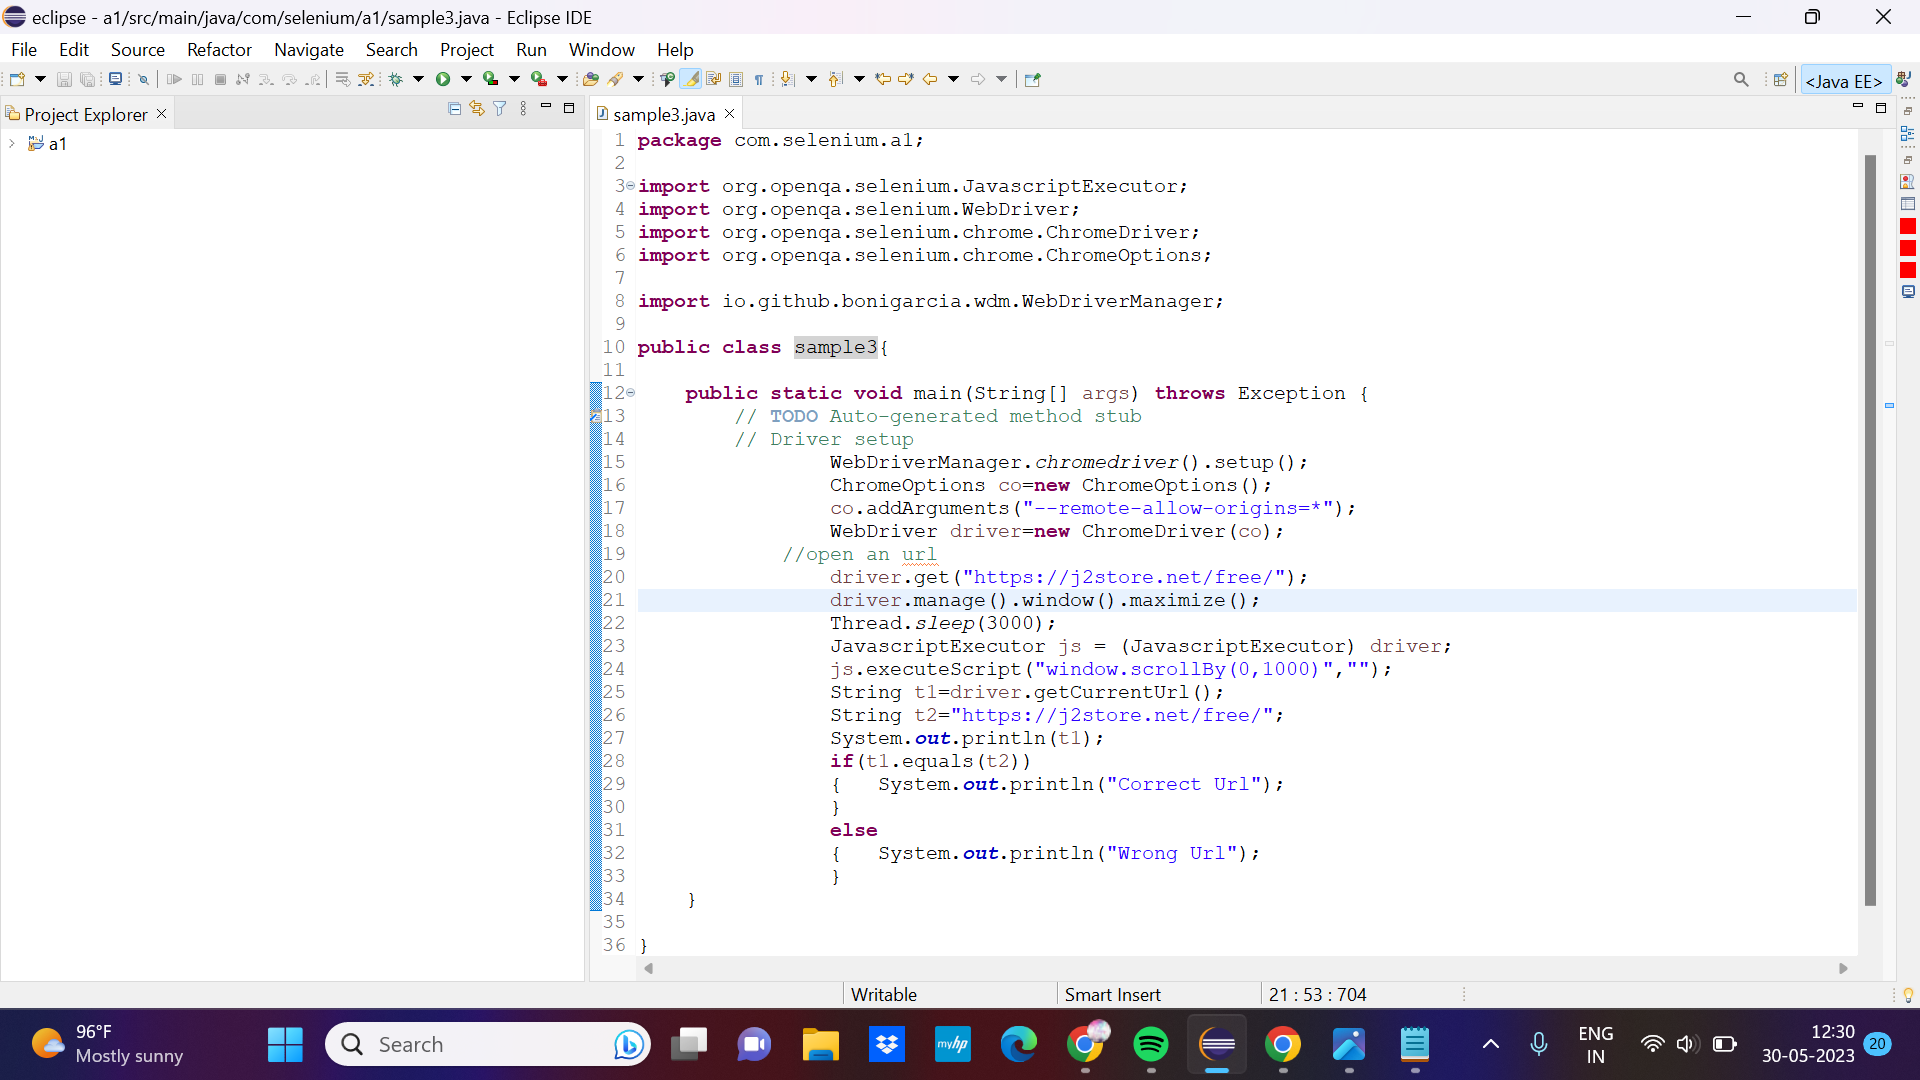 eclipse - a1/src/main/java/com/selenium/a1/sample3.java - Eclipse IDE
File Edit Source Refactor Navigate Search Project Run Window Help
<Java EE>
Project Explorer
a1
sample3.java
1 package com.selenium.a1;
2
3 import org.openqa.selenium.JavascriptExecutor;
4 import org.openqa.selenium.WebDriver;
5 import org.openqa.selenium.chrome.ChromeDriver;
6 import org.openqa.selenium.chrome.ChromeOptions;
7
8 import io.github.bonigarcia.wdm.WebDriverManager;
9
10 public class sample3{
11
12 public static void main(String[] args) throws Exception {
13 // TODO Auto-generated method stub
14 // Driver setup
15 WebDriverManager.chromedriver().setup();
16 ChromeOptions co=new ChromeOptions();
17 co.addArguments("--remote-allow-origins=*");
18 WebDriver driver=new ChromeDriver(co);
19 //open an url
20 driver.get("https://j2store.net/free/");
21 driver.manage().window().maximize();
22 Thread.sleep(3000);
23 JavascriptExecutor js = (JavascriptExecutor) driver;
24 js.executeScript("window.scrollBy(0,1000)","");
25 String t1=driver.getCurrentUrl();
26 String t2="https://j2store.net/free/";
27 System.out.println(t1);
28 if(t1.equals(t2))
29 { System.out.println("Correct Url");
30 }
31 else
32 { System.out.println("Wrong Url");
33 }
34 }
35
36 }
Writable Smart Insert 21 : 53 : 704
96°F
Mostly sunny
Search
myhp
ENG
IN
12:30
30-05-2023
20